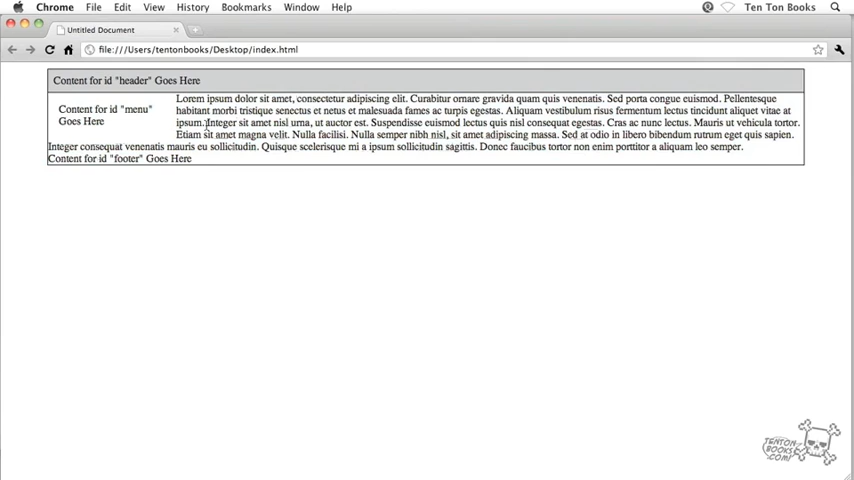 Chrome File Edit View History Bookmarks Window Help Ten Ton Books
Untitled Document
file:///Users/tentonbooks/Desktop/index.html
Content for id "header" Goes Here
Content for id "menu"
Goes Here
Lorem ipsum dolor sit amet, consectetur adipiscing elit. Curabitur ornare gravida quam quis venenatis. Sed porta congue euismod. Pellentesque
habitant morbi tristique senectus et netus et malesuada fames ac turpis egestas. Aliquam vestibulum risus fermentum lectus tincidunt aliquet vitae at
ipsum. Integer sit amet nisl urna, ut auctor est. Suspendisse euismod lectus quis nisl consequat egestas. Cras ac nunc lectus. Mauris ut vehicula tortor.
Etiam sit amet magna velit. Nulla facilisi. Nulla semper nibh nisl, sit amet adipiscing massa. Sed at odio in libero bibendum rutrum eget quis sapien.
Integer consequat venenatis mauris eu sollicitudin. Quisque scelerisque mi a ipsum sollicitudin sagittis. Donec faucibus tortor non enim porttitor a aliquam leo semper.
Content for id "footer" Goes Here
TENTON
BOOKS
.COM!